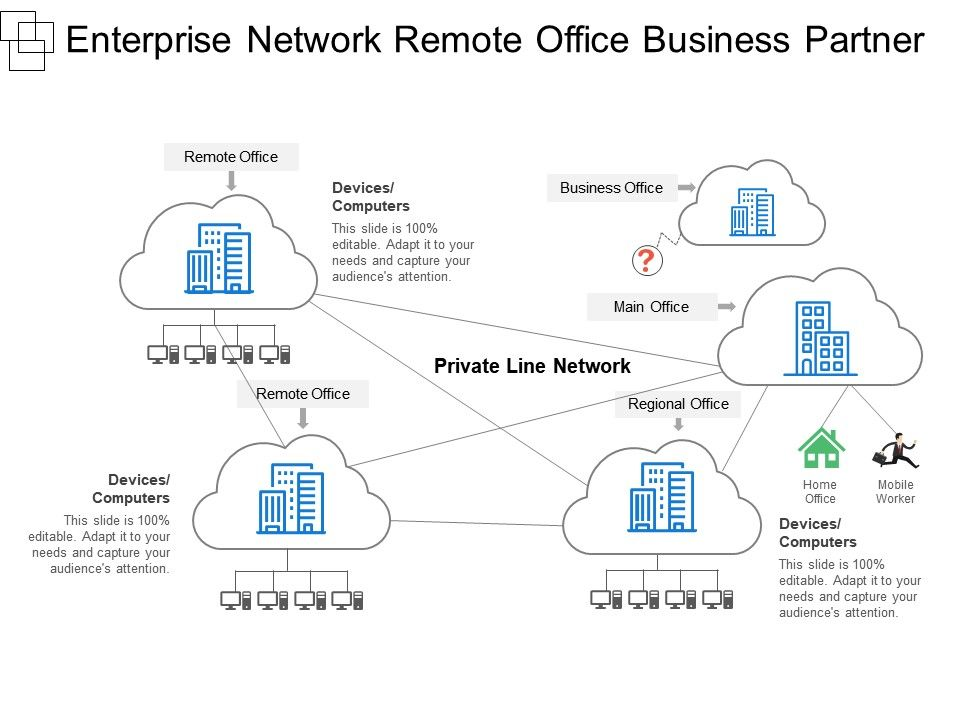 Enterprise Network Remote Office Business Partner
Remote Office
Devices/
Computers
This slide is 100%
editable. Adapt it to your
needs and capture your
audience's attention.
Business Office
?
Main Office
Private Line Network
Remote Office
Regional Office
Home
Office
Mobile
Worker
Devices/
Computers
This slide is 100%
editable. Adapt it to your
needs and capture your
audience's attention.
Devices/
Computers
This slide is 100%
editable. Adapt it to your
needs and capture your
audience's attention.